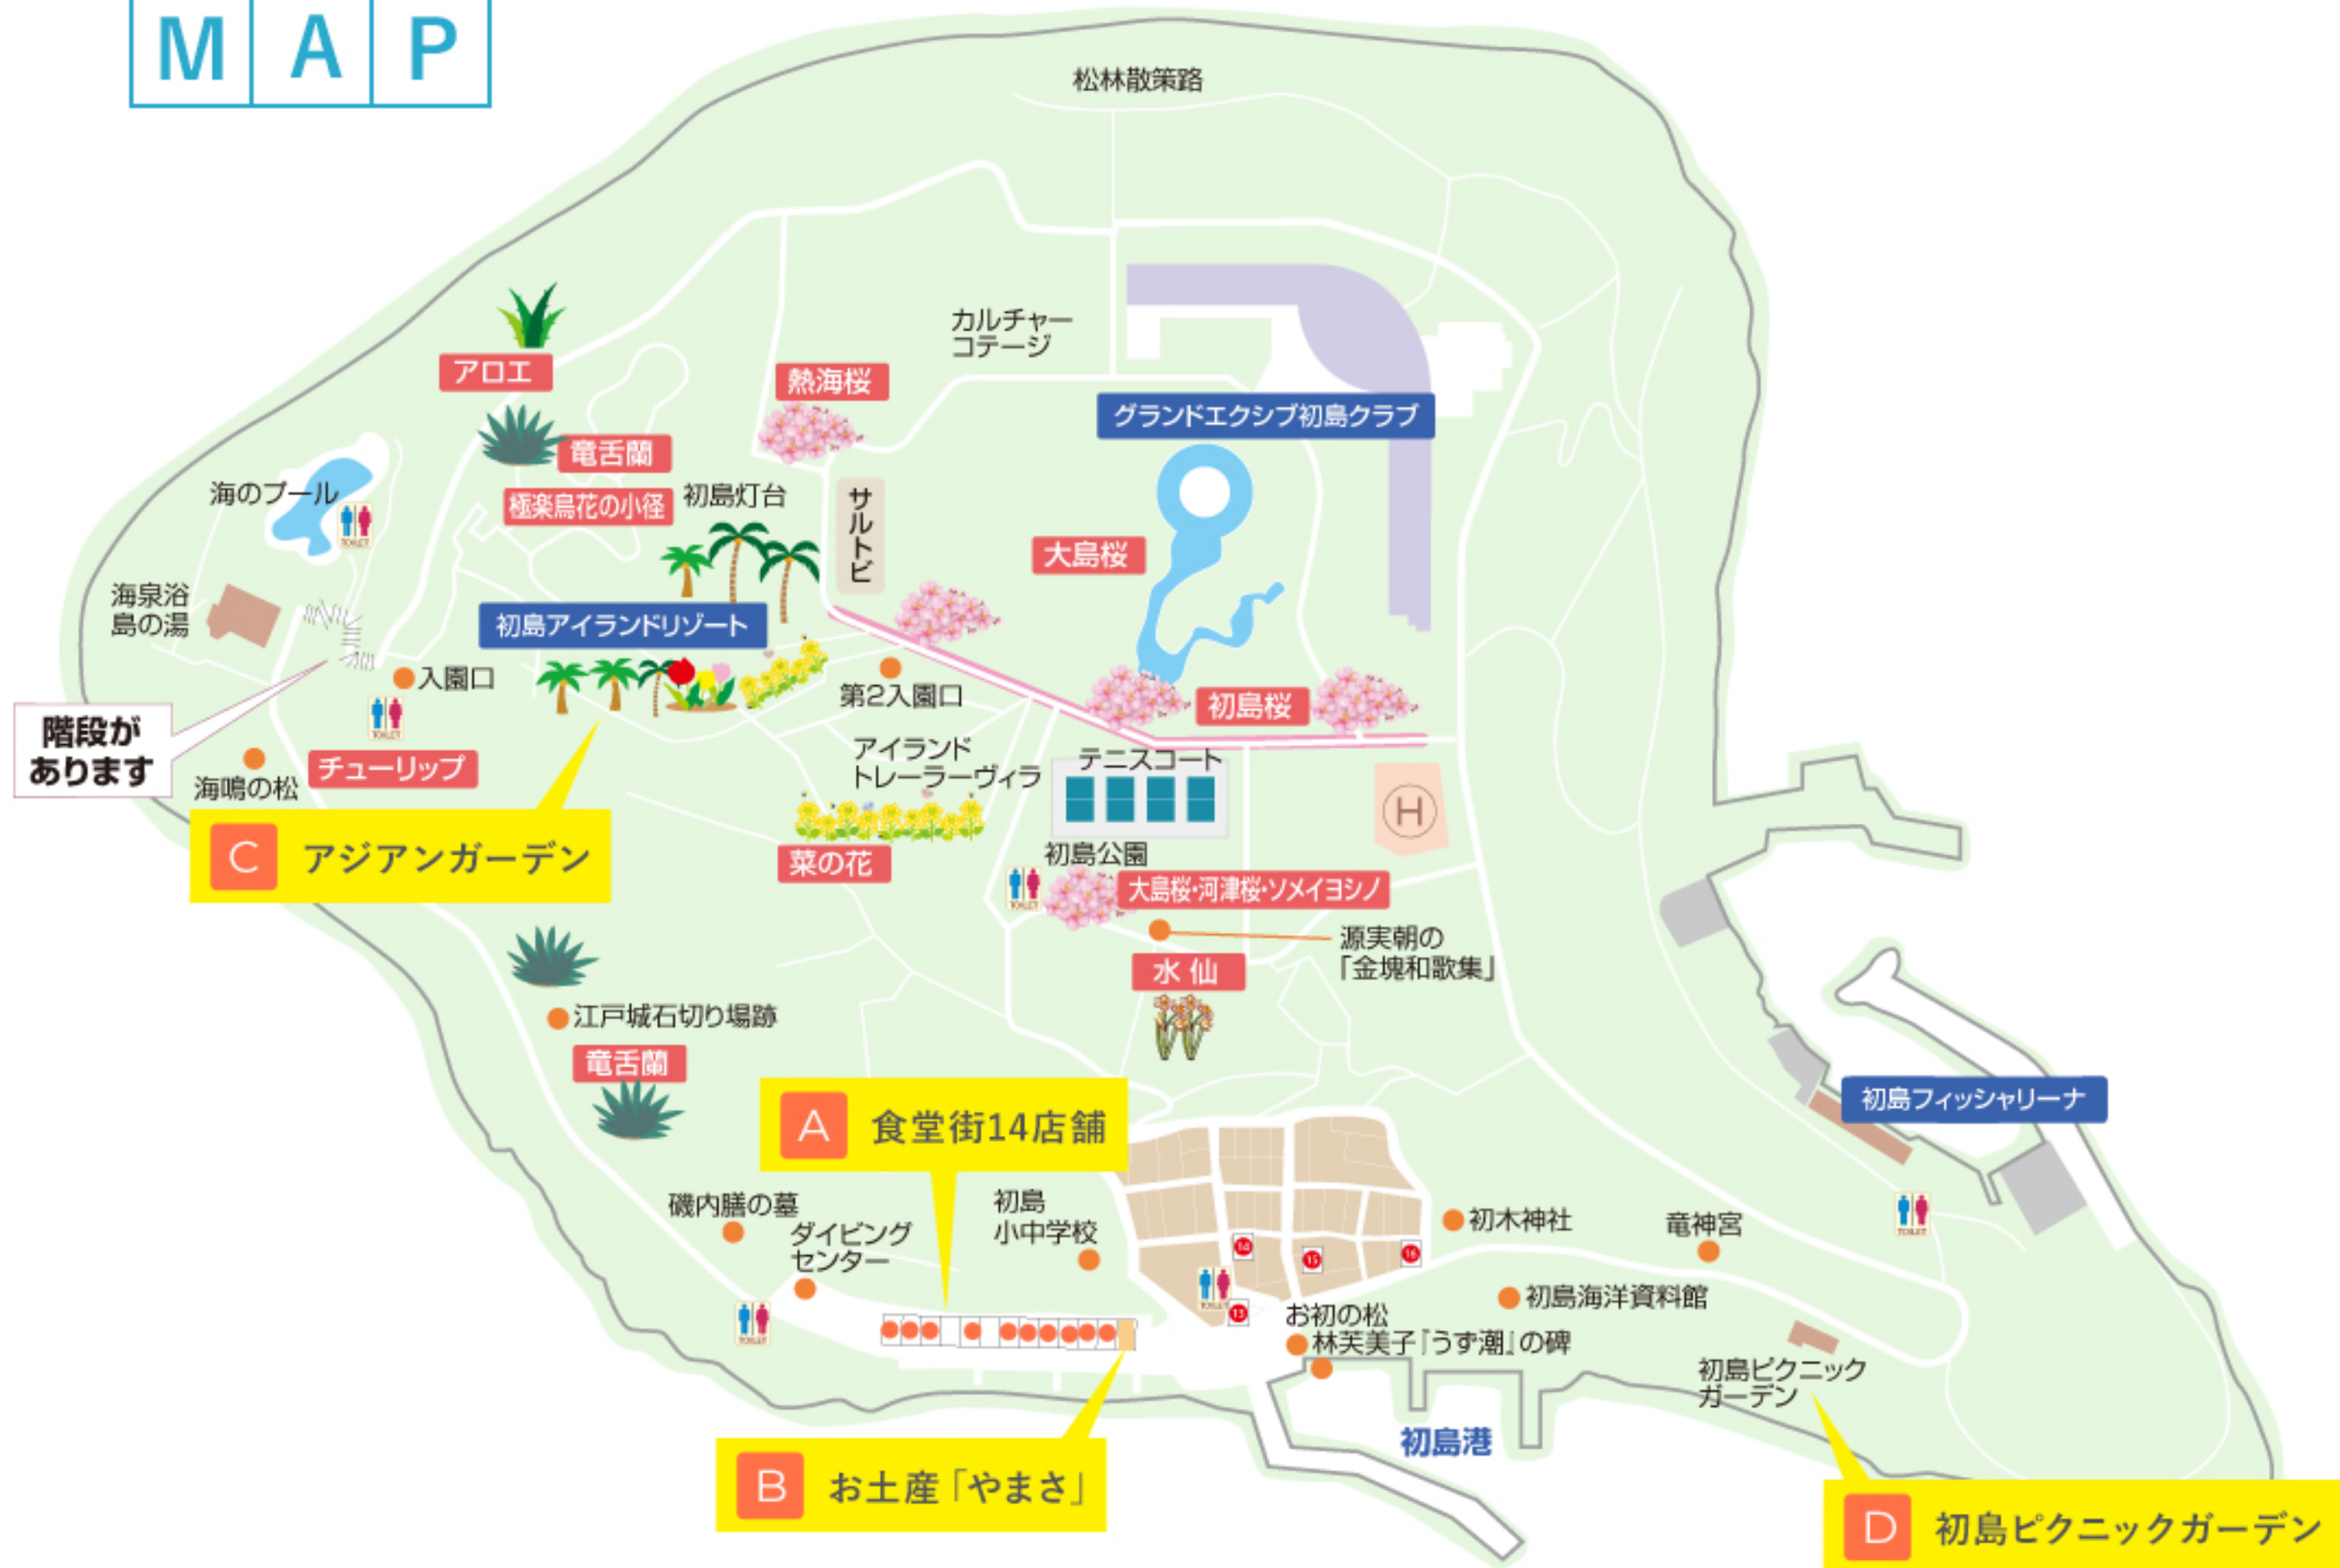 MAP
松林散策路
カルチャー
コテージ
アロエ
熱海桜
グランドエクシブ初島クラブ
竜舌蘭
海のプール
TOILET
極楽鳥花の小径
初島灯台
サルトビ
大島桜
海泉浴
島の湯
初島アイランドリゾート
入園口
第2入園口
初島桜
TOILET
階段が
あります
海鳴の松
チューリップ
アイランド
トレーラーヴィラ
テニスコート
H
C アジアンガーデン
菜の花
初島公園
TOILET
大島桜・河津桜・ソメイヨシノ
源実朝の
「金塊和歌集」
水仙
江戸城石切り場跡
竜舌蘭
初島フィッシャリーナ
A 食堂街14店舗
磯内膳の墓
ダイビング
センター
初島
小中学校
初木神社
竜神宮
TOILET
14
15
16
TOILET
13
初島海洋資料館
TOILET
お初の松
林芙美子『うず潮』の碑
初島ピクニック
ガーデン
初島港
B お土産「やまさ」
D 初島ピクニックガーデン